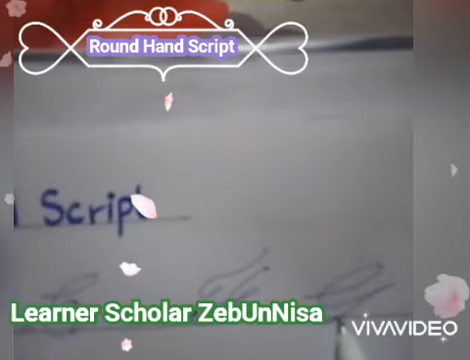 Round Hand Script
Script
Learner Scholar ZebUnNisa
VIVAVIDEO